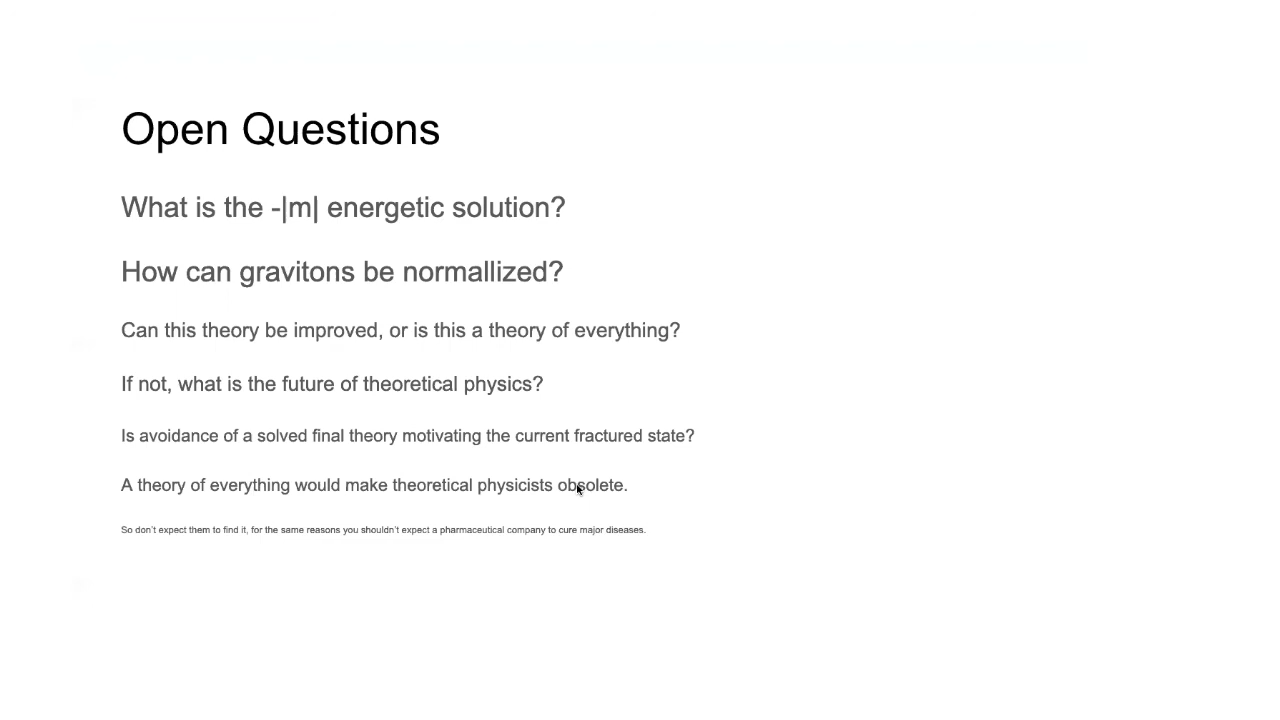 Open Questions
What is the -|m| energetic solution?
How can gravitons be normallized?
Can this theory be improved, or is this a theory of everything?
If not, what is the future of theoretical physics?
Is avoidance of a solved final theory motivating the current fractured state?
A theory of everything would make theoretical physicists obsolete.
So don't expect them to find it, for the same reasons you shouldn't expect a pharmaceutical company to cure major diseases.